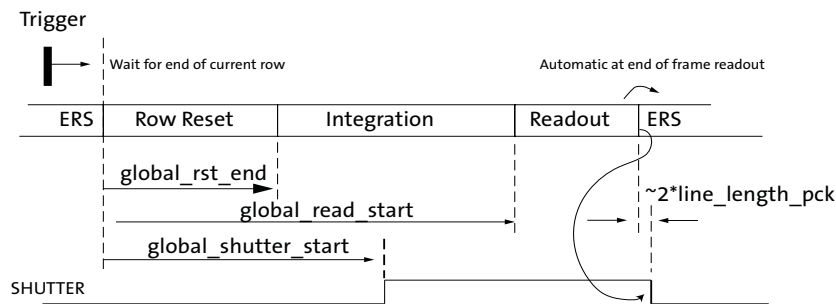 Trigger
Wait for end of current row
Automatic at end of frame readout
ERS Row Reset Integration Readout ERS
global_rst_end
~2*line_length_pck
global_read_start
global_shutter_start
SHUTTER